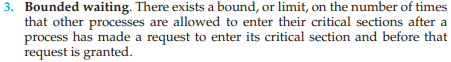 3. Bounded waiting. There exists a bound, or limit, on the number of times
that other processes are allowed to enter their critical sections after a
process has made a request to enter its critical section and before that
request is granted.